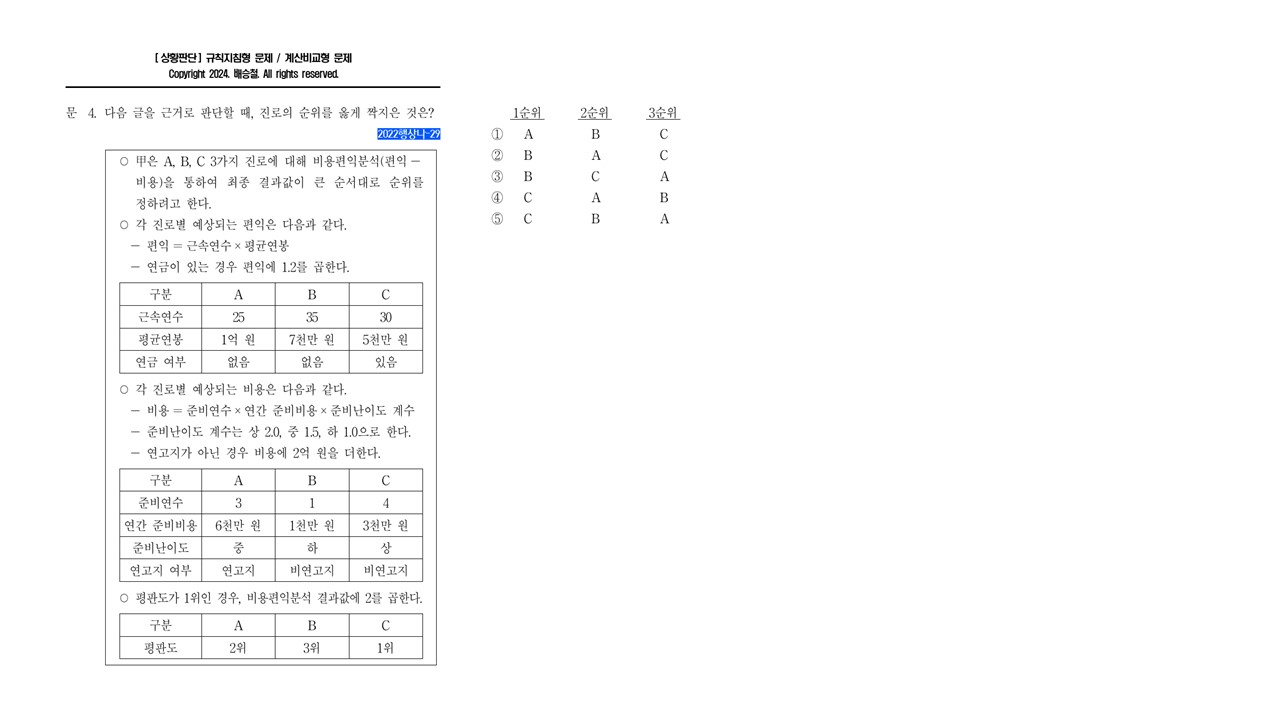 [ 상황판단 ] 규칙지침형 문제 / 계산비교형 문제
Copyright 2024. 배승철. All rights reserved.
문 4. 다음 글을 근거로 판단할 때, 진로의 순위를 옳게 짝지은 것은?
2022행상나-29
○ 甲은 A, B, C 3가지 진로에 대해 비용편익분석(편익 -
비용)을 통하여 최종 결과값이 큰 순서대로 순위를
정하려고 한다.
○ 각 진로별 예상되는 편익은 다음과 같다.
- 편익 = 근속연수 × 평균연봉
- 연금이 있는 경우 편익에 1.2를 곱한다.
구분 A B C
근속연수 25 35 30
평균연봉 1억 원 7천만 원 5천만 원
연금 여부 없음 없음 있음
○ 각 진로별 예상되는 비용은 다음과 같다.
- 비용 = 준비연수 × 연간 준비비용 × 준비난이도 계수
- 준비난이도 계수는 상 2.0, 중 1.5, 하 1.0으로 한다.
- 연고지가 아닌 경우 비용에 2억 원을 더한다.
구분 A B C
준비연수 3 1 4
연간 준비비용 6천만 원 1천만 원 3천만 원
준비난이도 중 하 상
연고지 여부 연고지 비연고지 비연고지
○ 평판도가 1위인 경우, 비용편익분석 결과값에 2를 곱한다.
구분 A B C
평판도 2위 3위 1위
1순위 2순위 3순위
① A B C
② B A C
③ B C A
④ C A B
⑤ C B A